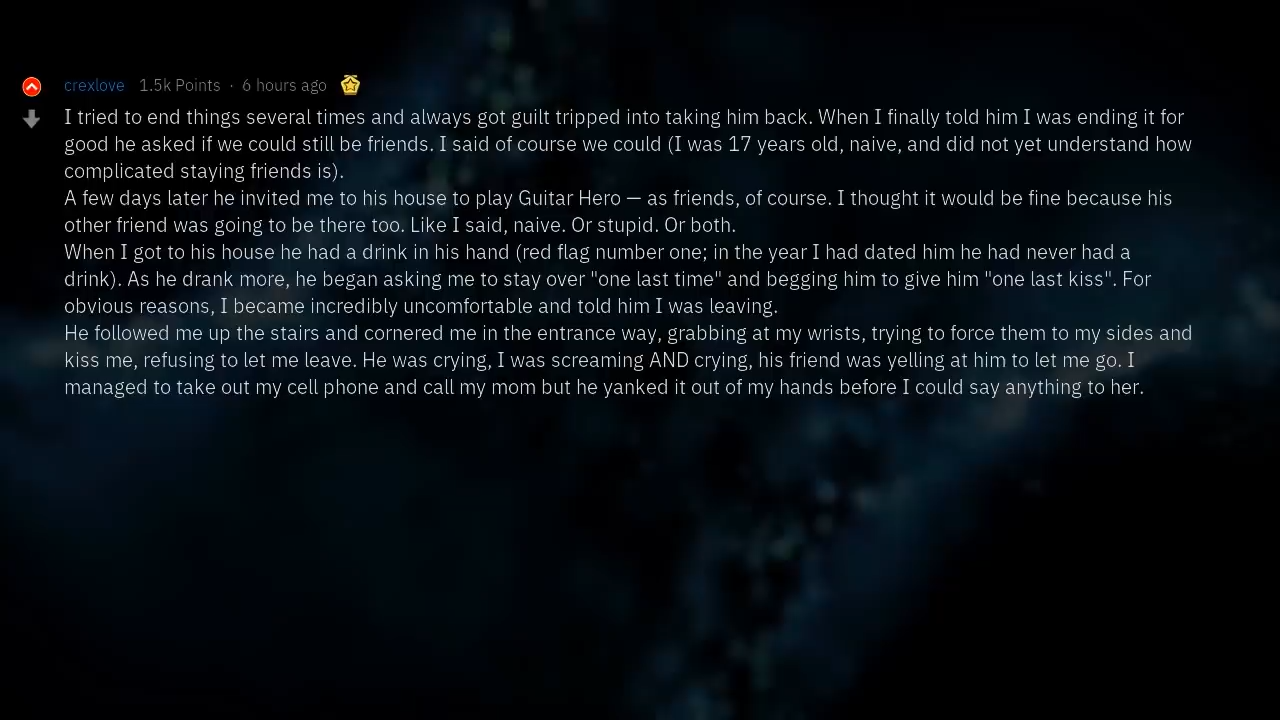 crexlove 1.5k Points · 6 hours ago
I tried to end things several times and always got guilt tripped into taking him back. When I finally told him I was ending it for
good he asked if we could still be friends. I said of course we could (I was 17 years old, naive, and did not yet understand how
complicated staying friends is).
A few days later he invited me to his house to play Guitar Hero — as friends, of course. I thought it would be fine because his
other friend was going to be there too. Like I said, naive. Or stupid. Or both.
When I got to his house he had a drink in his hand (red flag number one; in the year I had dated him he had never had a
drink). As he drank more, he began asking me to stay over "one last time" and begging him to give him "one last kiss". For
obvious reasons, I became incredibly uncomfortable and told him I was leaving.
He followed me up the stairs and cornered me in the entrance way, grabbing at my wrists, trying to force them to my sides and
kiss me, refusing to let me leave. He was crying, I was screaming AND crying, his friend was yelling at him to let me go. I
managed to take out my cell phone and call my mom but he yanked it out of my hands before I could say anything to her.